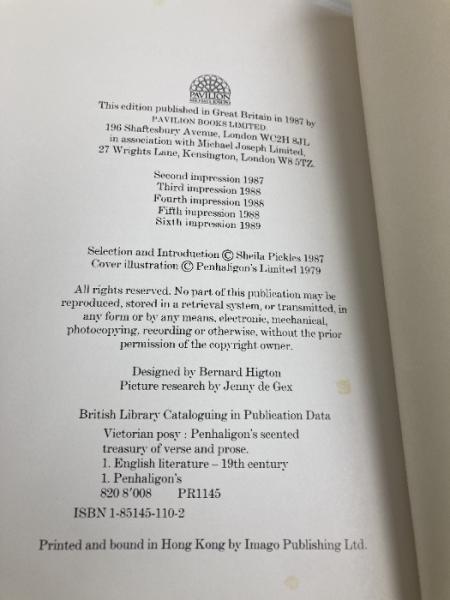 PAVILION
MICHAEL JOSEPH
This edition published in Great Britain in 1987 by
PAVILION BOOKS LIMITED
196 Shaftesbury Avenue, London WC2H 8JL
in association with Michael Joseph Limited,
27 Wrights Lane, Kensington, London W8 5TZ.
Second impression 1987
Third impression 1988
Fourth impression 1988
Fifth impression 1988
Sixth impression 1989
Selection and Introduction © Sheila Pickles 1987
Cover illustration © Penhaligon's Limited 1979
All rights reserved. No part of this publication may be
reproduced, stored in a retrieval system, or transmitted, in
any form or by any means, electronic, mechanical,
photocopying, recording or otherwise, without the prior
permission of the copyright owner.
Designed by Bernard Higton
Picture research by Jenny de Gex
British Library Cataloguing in Publication Data
Victorian posy : Penhaligon's scented
treasury of verse and prose.
1. English literature – 19th century
1. Penhaligon's
820 8'008 PR1145
ISBN 1-85145-110-2
Printed and bound in Hong Kong by Imago Publishing Ltd.